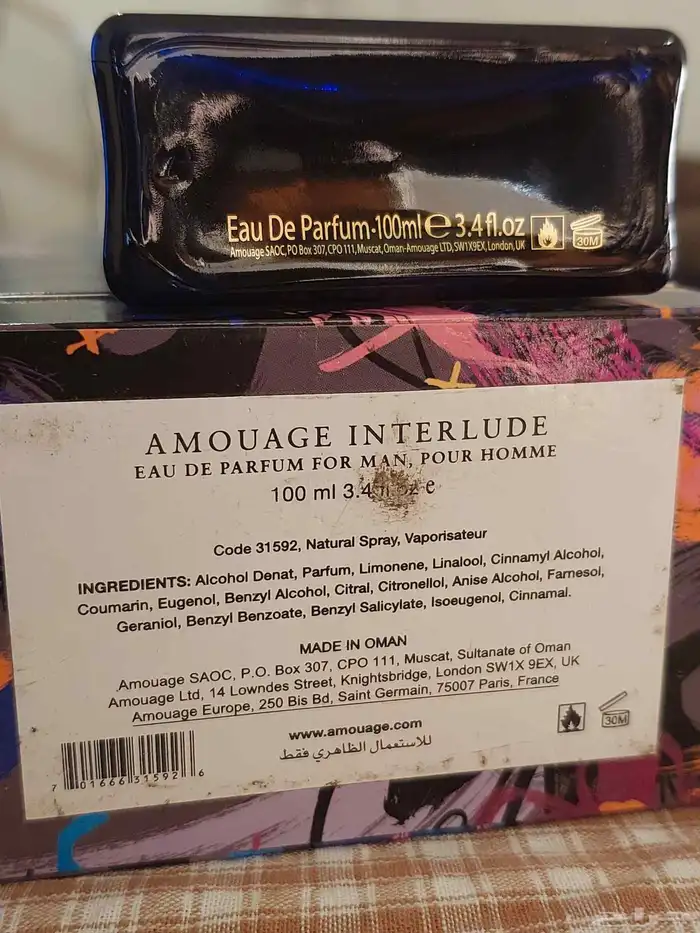 Eau De Parfum·100ml ℮ 3.4fl.oz
30M
Amouage SAOC, PO Box 307, CPO 111, Muscat, Oman-Amouage LTD, SW1X9EX, London, UK
AMOUAGE INTERLUDE
EAU DE PARFUM FOR MAN, POUR HOMME
100 ml 3.4 fl oz e
Code 31592, Natural Spray, Vaporisateur
INGREDIENTS: Alcohol Denat, Parfum, Limonene, Linalool, Cinnamyl Alcohol,
Coumarin, Eugenol, Benzyl Alcohol, Citral, Citronellol, Anise Alcohol, Farnesol,
Geraniol, Benzyl Benzoate, Benzyl Salicylate, Isoeugenol, Cinnamal.
MADE IN OMAN
Amouage SAOC, P.O. Box 307, CPO 111, Muscat, Sultanate of Oman
Amouage Ltd, 14 Lowndes Street, Knightsbridge, London SW1X 9EX, UK
Amouage Europe, 250 Bis Bd, Saint Germain, 75007 Paris, France
www.amouage.com
للاستعمال الظاهري فقط
30M
7 01666 31592 6
حراج